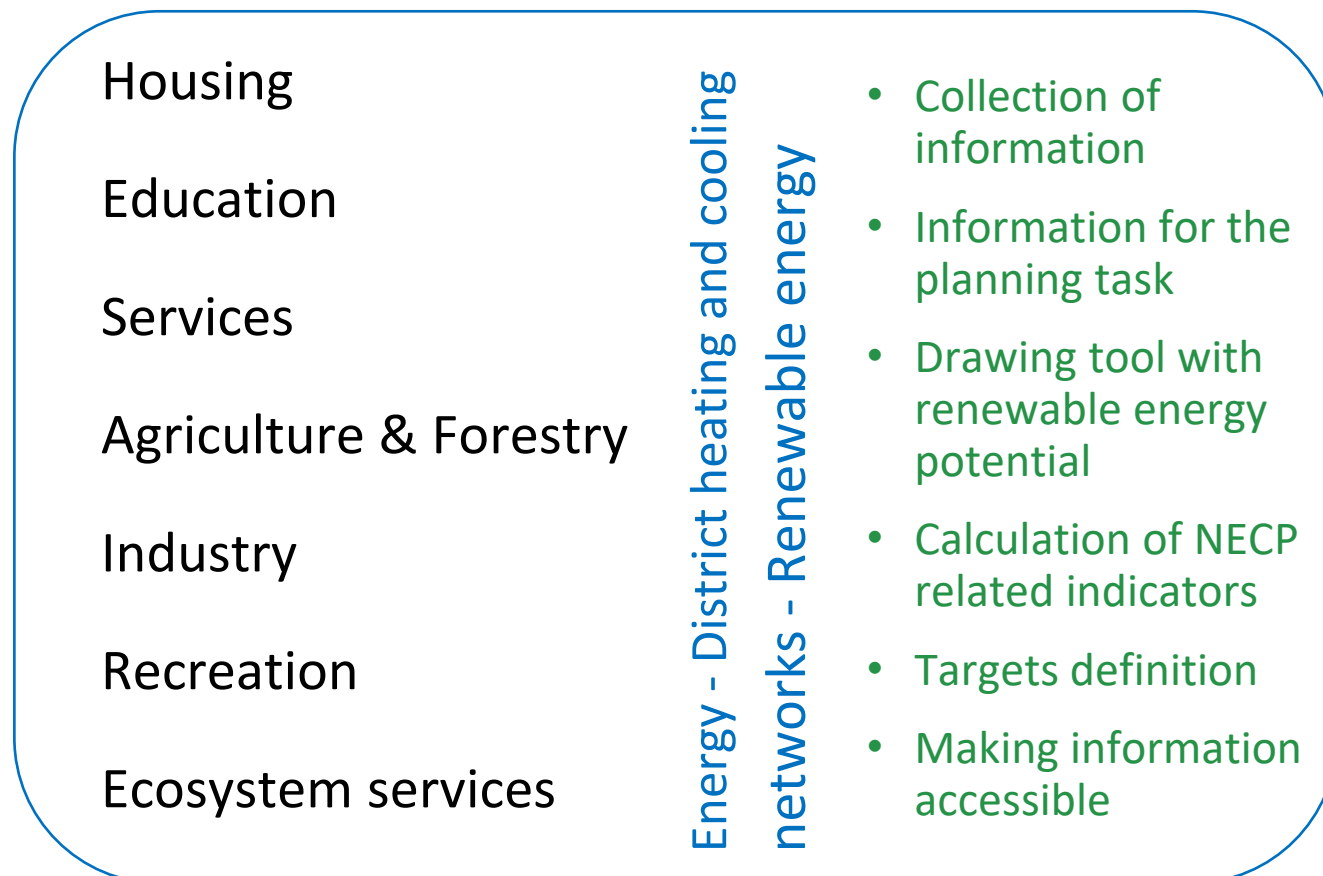 Housing
Education
Services
Agriculture & Forestry
Industry
Recreation
Ecosystem services
Energy - District heating and cooling
networks - Renewable energy
• Collection of
information
• Information for the
planning task
• Drawing tool with
renewable energy
potential
• Calculation of NECP
related indicators
• Targets definition
• Making information
accessible